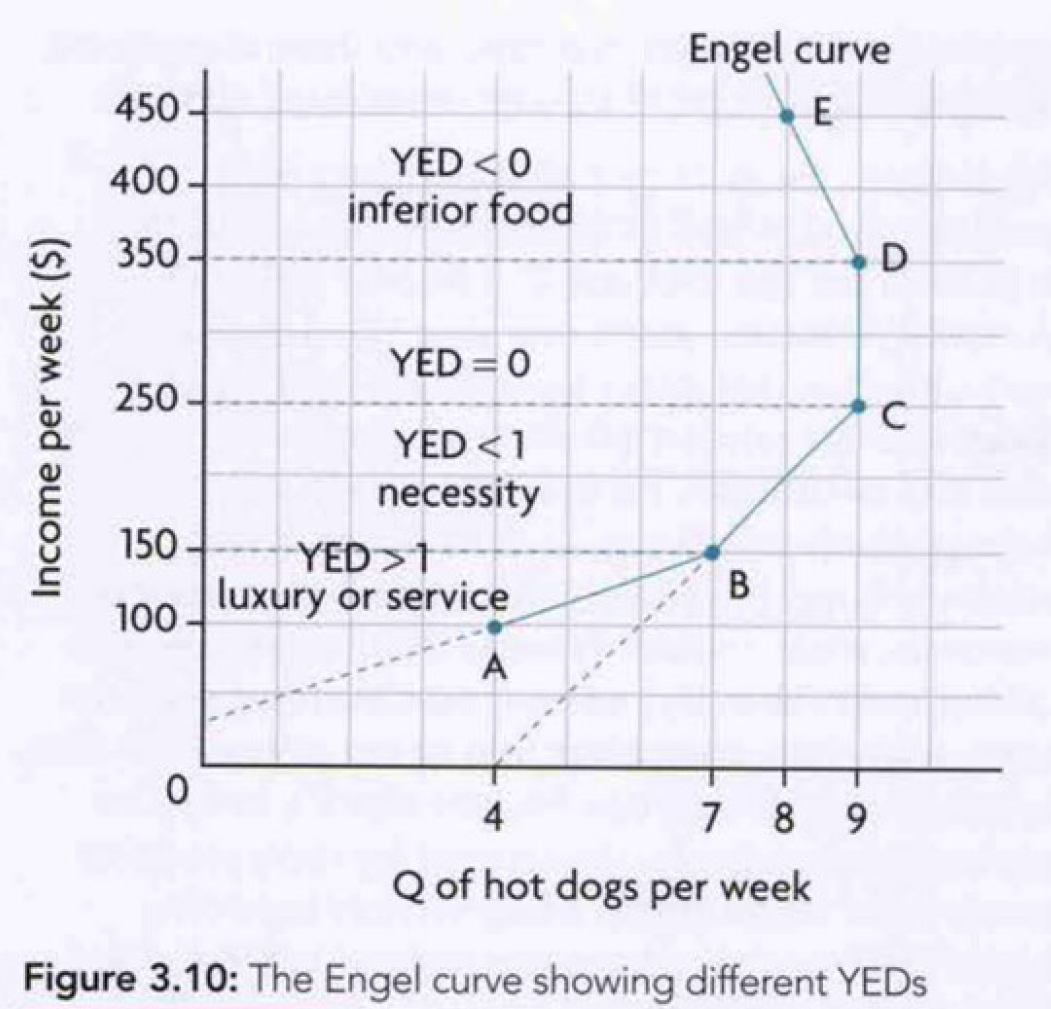 Engel curve
450
E
YED < 0
inferior food
400
350
D
YED = 0
250
C
YED < 1
necessity
150
YED > 1
luxury or service
B
100
A
0
4 7 8 9
Income per week ($)
Q of hot dogs per week
Figure 3.10: The Engel curve showing different YEDs